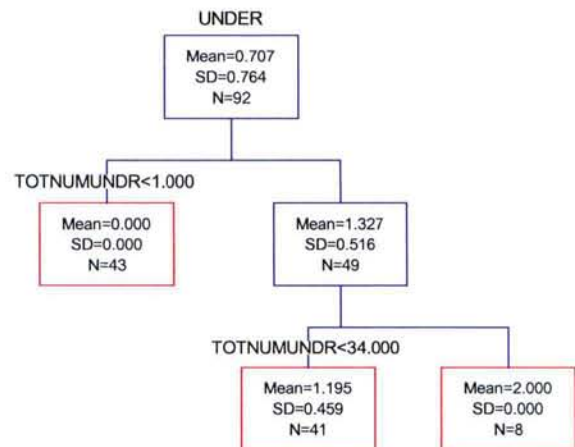 UNDER
Mean=0.707
SD=0.764
N=92
TOTNUMUNDR<1.000
Mean=0.000
SD=0.000
N=43
Mean=1.327
SD=0.516
N=49
TOTNUMUNDR<34.000
Mean=1.195
SD=0.459
N=41
Mean=2.000
SD=0.000
N=8